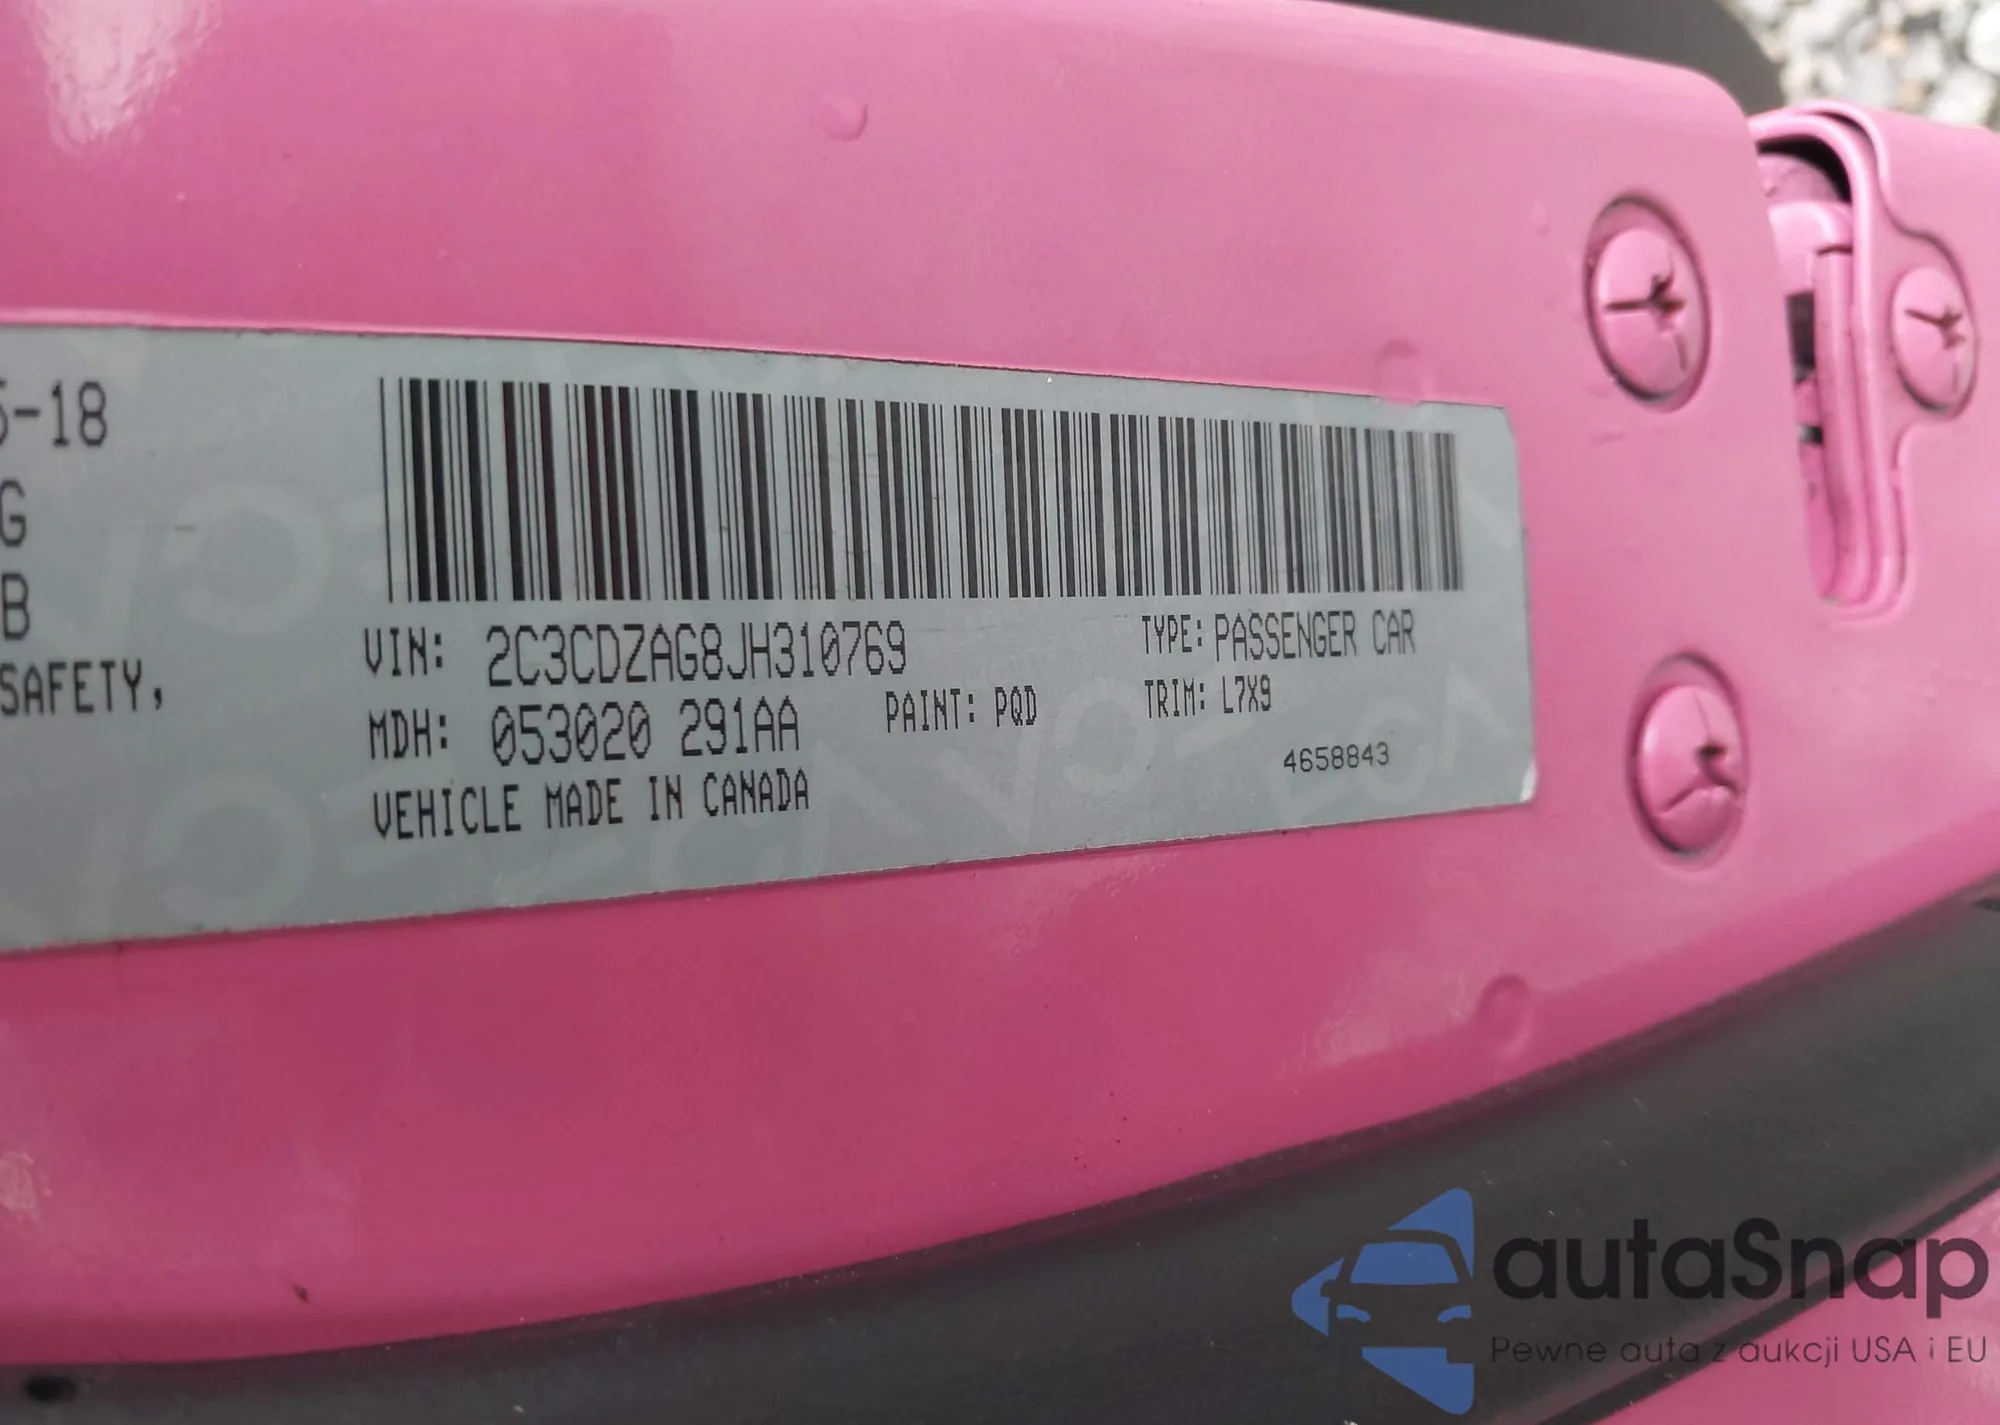 5-18
G
B
SAFETY,
VIN: 2C3CDZAG8JH310769
TYPE: PASSENGER CAR
MDH: 053020 291AA
PAINT: PQD
TRIM: L7X9
VEHICLE MADE IN CANADA
4658843
autaSnap
Pewne auta z aukcji USA i EU